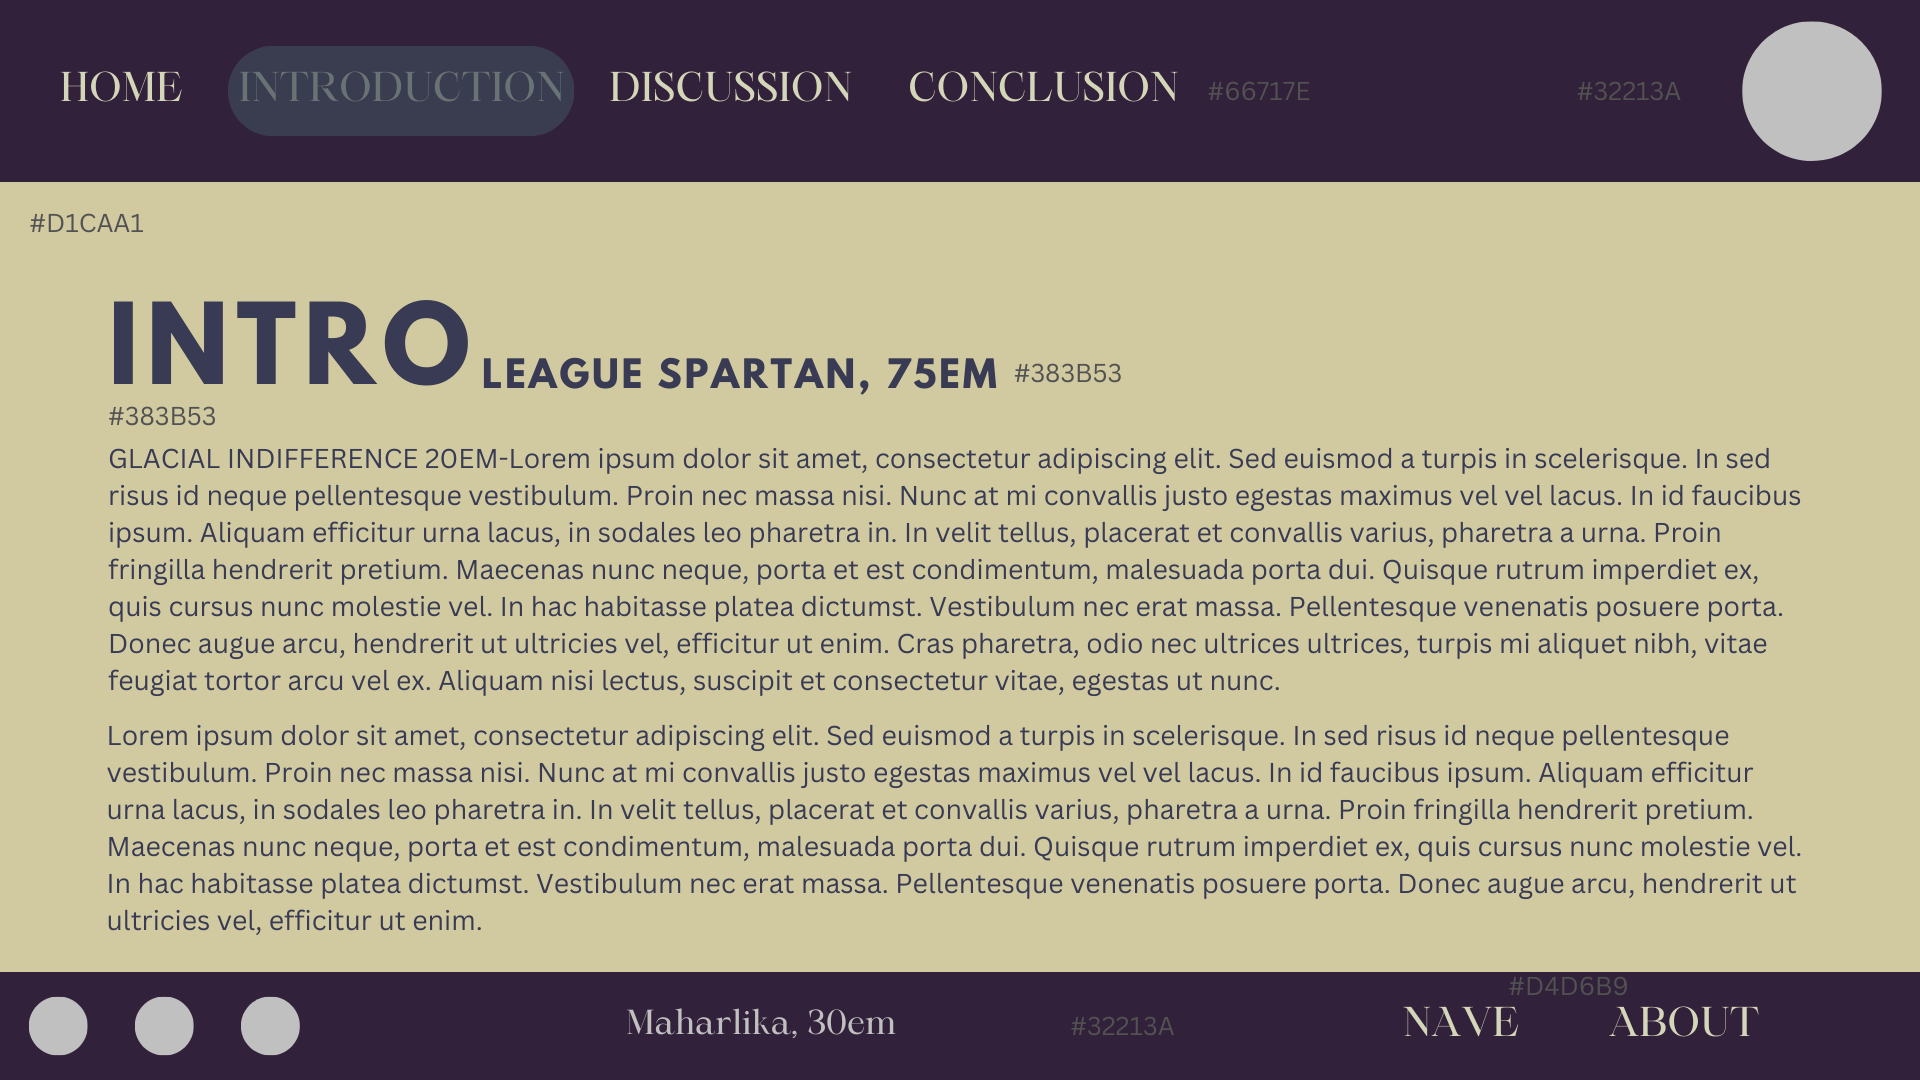 HOME INTRODUCTION DISCUSSION CONCLUSION #66717E #32213A
#D1CAA1
INTRO LEAGUE SPARTAN, 75EM #383B53
#383B53
GLACIAL INDIFFERENCE 20EM-Lorem ipsum dolor sit amet, consectetur adipiscing elit. Sed euismod a turpis in scelerisque. In sed
risus id neque pellentesque vestibulum. Proin nec massa nisi. Nunc at mi convallis justo egestas maximus vel vel lacus. In id faucibus
ipsum. Aliquam efficitur urna lacus, in sodales leo pharetra in. In velit tellus, placerat et convallis varius, pharetra a urna. Proin
fringilla hendrerit pretium. Maecenas nunc neque, porta et est condimentum, malesuada porta dui. Quisque rutrum imperdiet ex,
quis cursus nunc molestie vel. In hac habitasse platea dictumst. Vestibulum nec erat massa. Pellentesque venenatis posuere porta.
Donec augue arcu, hendrerit ut ultricies vel, efficitur ut enim. Cras pharetra, odio nec ultrices ultrices, turpis mi aliquet nibh, vitae
feugiat tortor arcu vel ex. Aliquam nisi lectus, suscipit et consectetur vitae, egestas ut nunc.
Lorem ipsum dolor sit amet, consectetur adipiscing elit. Sed euismod a turpis in scelerisque. In sed risus id neque pellentesque
vestibulum. Proin nec massa nisi. Nunc at mi convallis justo egestas maximus vel vel lacus. In id faucibus ipsum. Aliquam efficitur
urna lacus, in sodales leo pharetra in. In velit tellus, placerat et convallis varius, pharetra a urna. Proin fringilla hendrerit pretium.
Maecenas nunc neque, porta et est condimentum, malesuada porta dui. Quisque rutrum imperdiet ex, quis cursus nunc molestie vel.
In hac habitasse platea dictumst. Vestibulum nec erat massa. Pellentesque venenatis posuere porta. Donec augue arcu, hendrerit ut
ultricies vel, efficitur ut enim.
#D4D6B9
Maharlika, 30em #32213A NAVE ABOUT